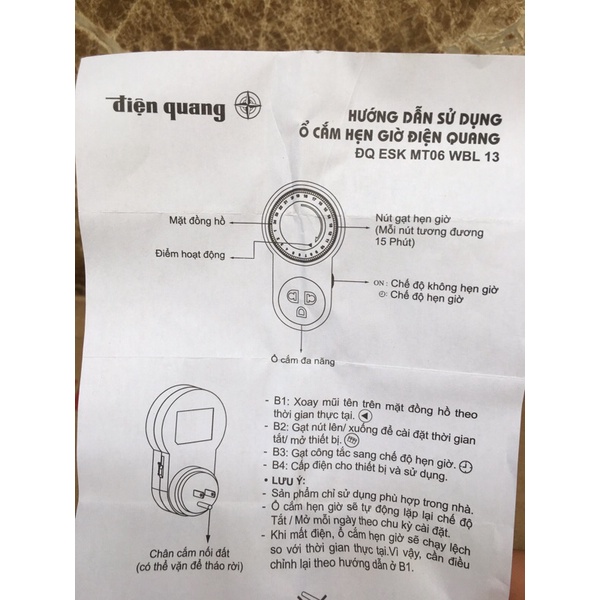 điện quang
HƯỚNG DẪN SỬ DỤNG
Ổ CẮM HẸN GIỜ ĐIỆN QUANG
ĐQ ESK MT06 WBL 13
Mặt đồng hồ
Điểm hoạt động
Nút gạt hẹn giờ
(Mỗi nút tương đương
15 Phút)
ON : Chế độ không hẹn giờ
: Chế độ hẹn giờ
Ổ cắm đa năng
Chân cắm nối đất
(có thể vặn để tháo rời)
- B1: Xoay mũi tên trên mặt đồng hồ theo
thời gian thực tại.
- B2: Gạt nút lên/ xuống để cài đặt thời gian
tắt/ mở thiết bị.
- B3: Gạt công tắc sang chế độ hẹn giờ.
- B4: Cấp điện cho thiết bị và sử dụng.
• LƯU Ý:
- Sản phẩm chỉ sử dụng phù hợp trong nhà.
- Ổ cắm hẹn giờ sẽ tự động lặp lại chế độ
Tắt / Mở mỗi ngày theo chu kỳ cài đặt.
- Khi mất điện, ổ cắm hẹn giờ sẽ chạy lệch
so với thời gian thực tại.Vì vậy, cần điều
chỉnh lại theo hướng dẫn ở B1.